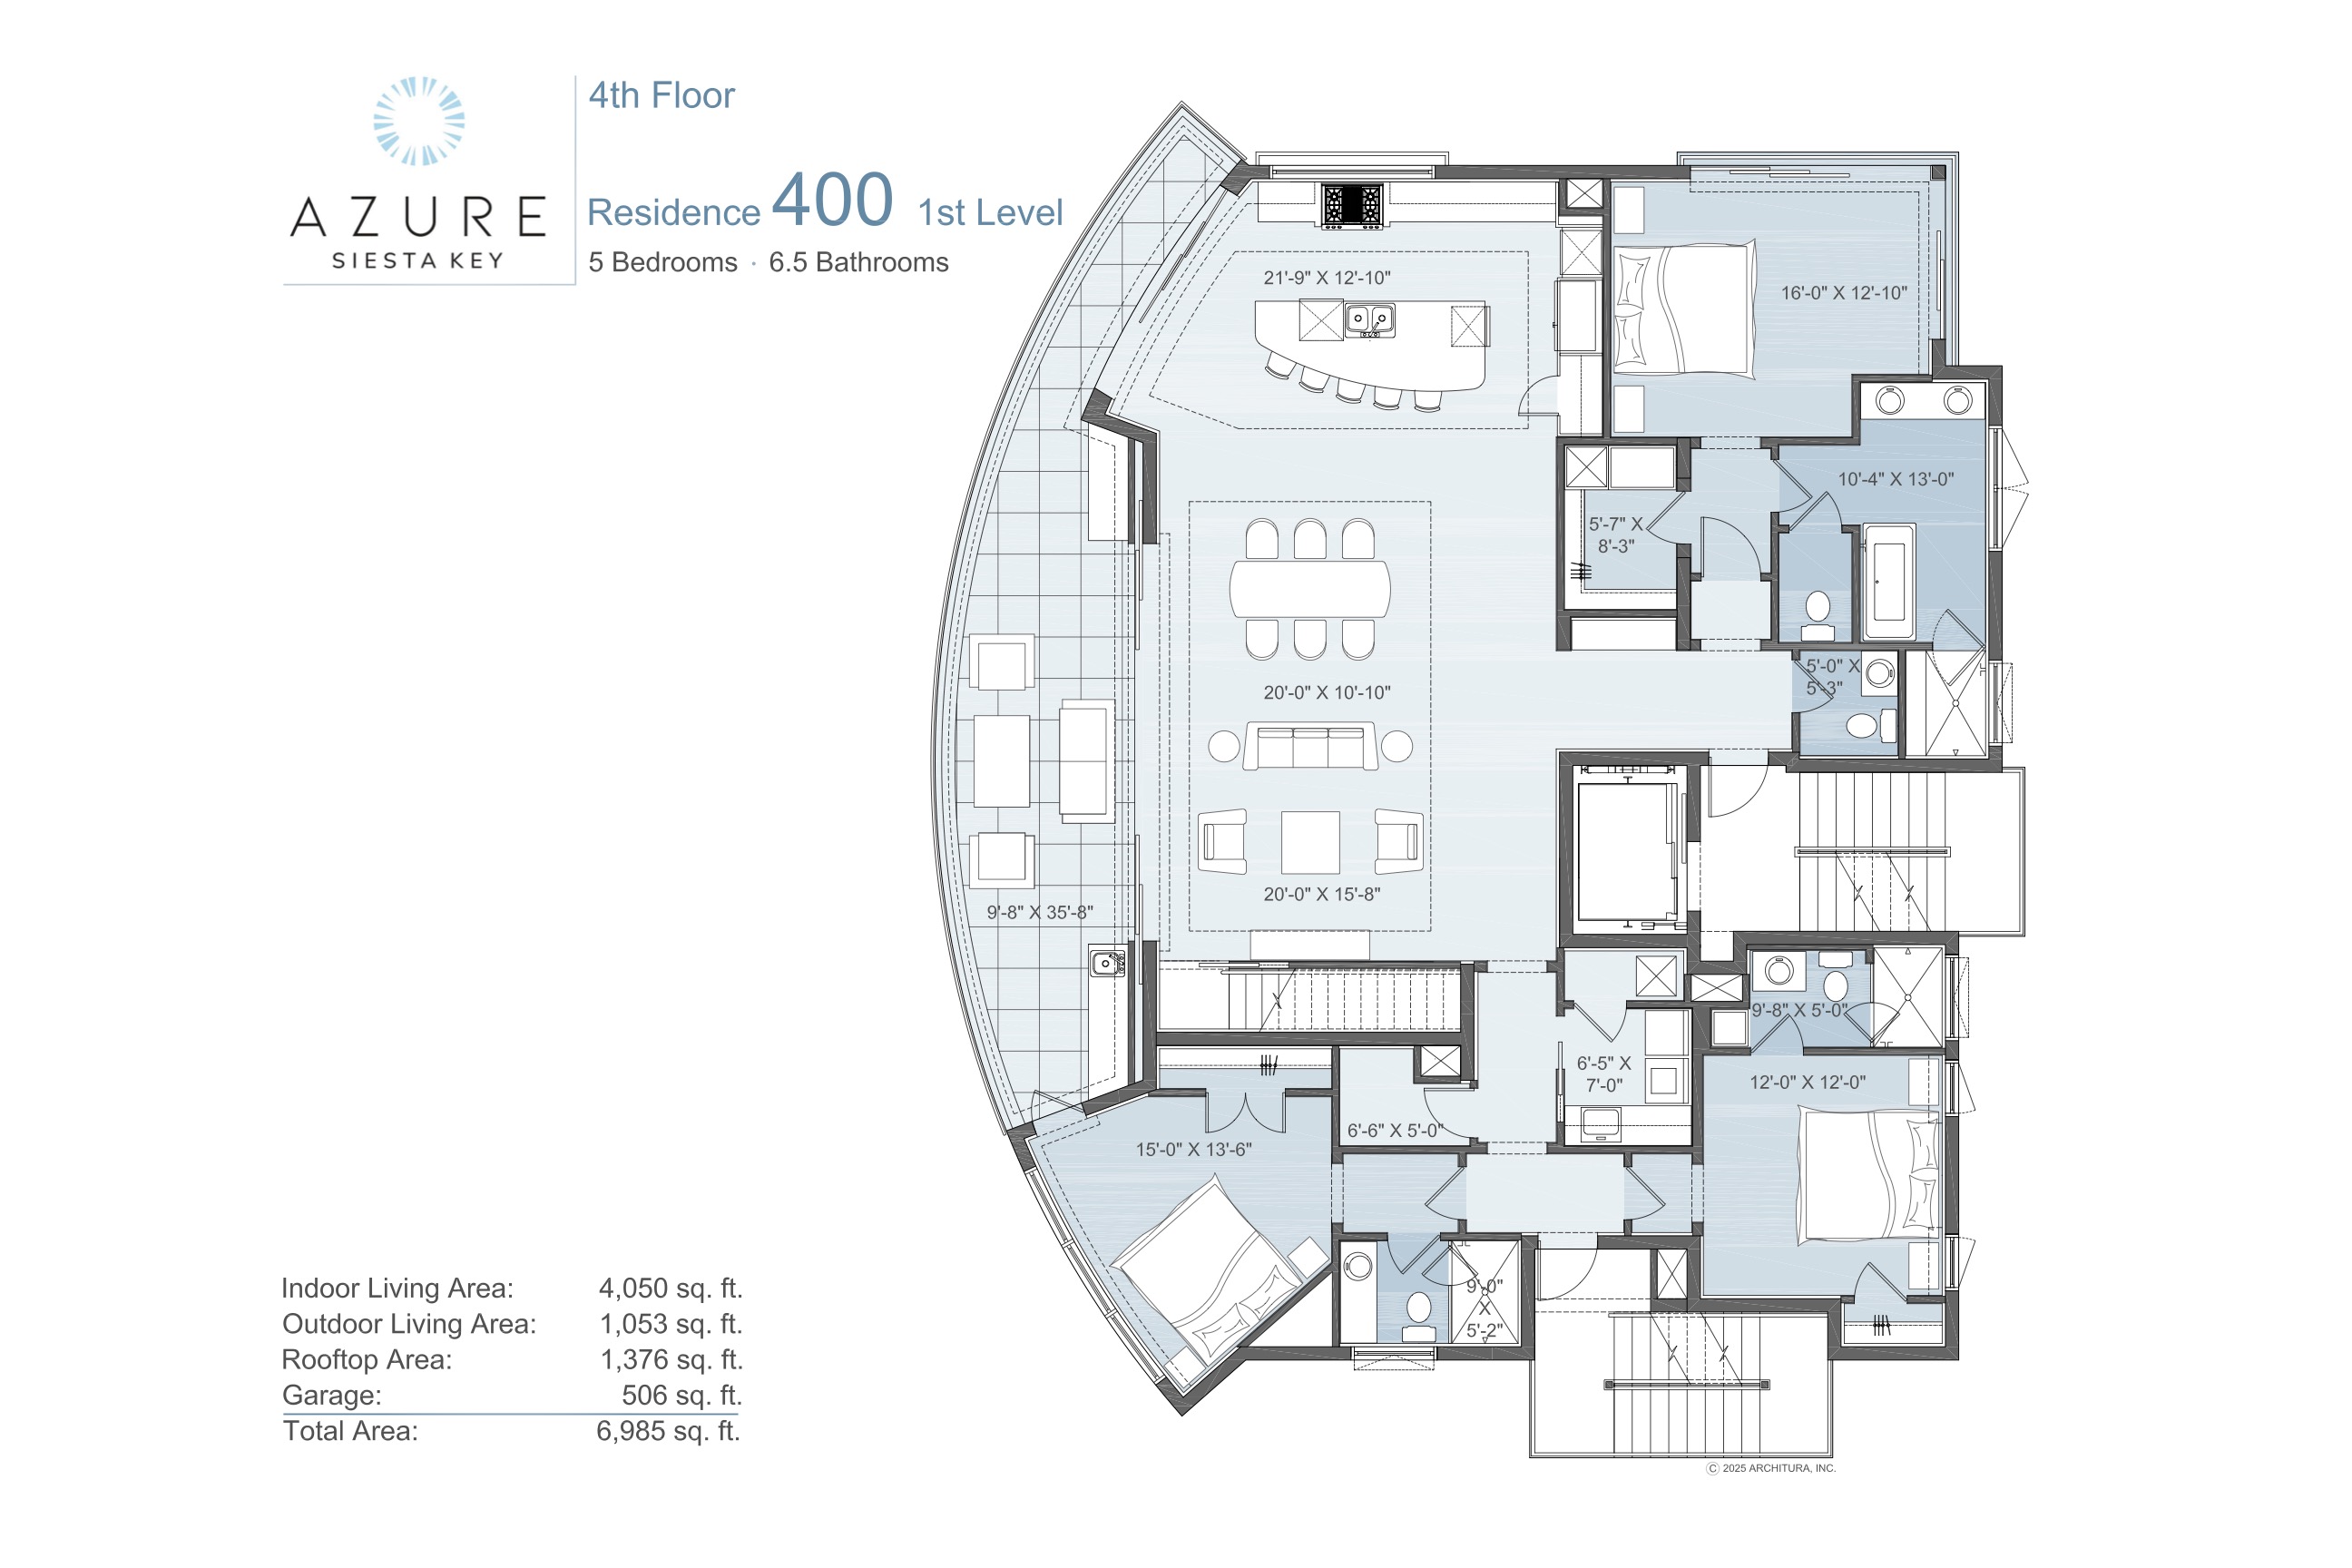 4th Floor
AZURE
SIESTA KEY
Residence 400 1st Level
5 Bedrooms · 6.5 Bathrooms
21'-9" X 12'-10"
16'-0" X 12'-10"
10'-4" X 13'-0"
5'-7" X
8'-3"
5'-0" X
5'-3"
20'-0" X 10'-10"
20'-0" X 15'-8"
9'-8" X 35'-8"
9'-8" X 5'-0"
6'-5" X
7'-0"
12'-0" X 12'-0"
6'-6" X 5'-0"
15'-0" X 13'-6"
9'-0"
X
5'-2"
Indoor Living Area: 4,050 sq. ft.
Outdoor Living Area: 1,053 sq. ft.
Rooftop Area: 1,376 sq. ft.
Garage: 506 sq. ft.
Total Area: 6,985 sq. ft.
© 2025 ARCHITURA, INC.